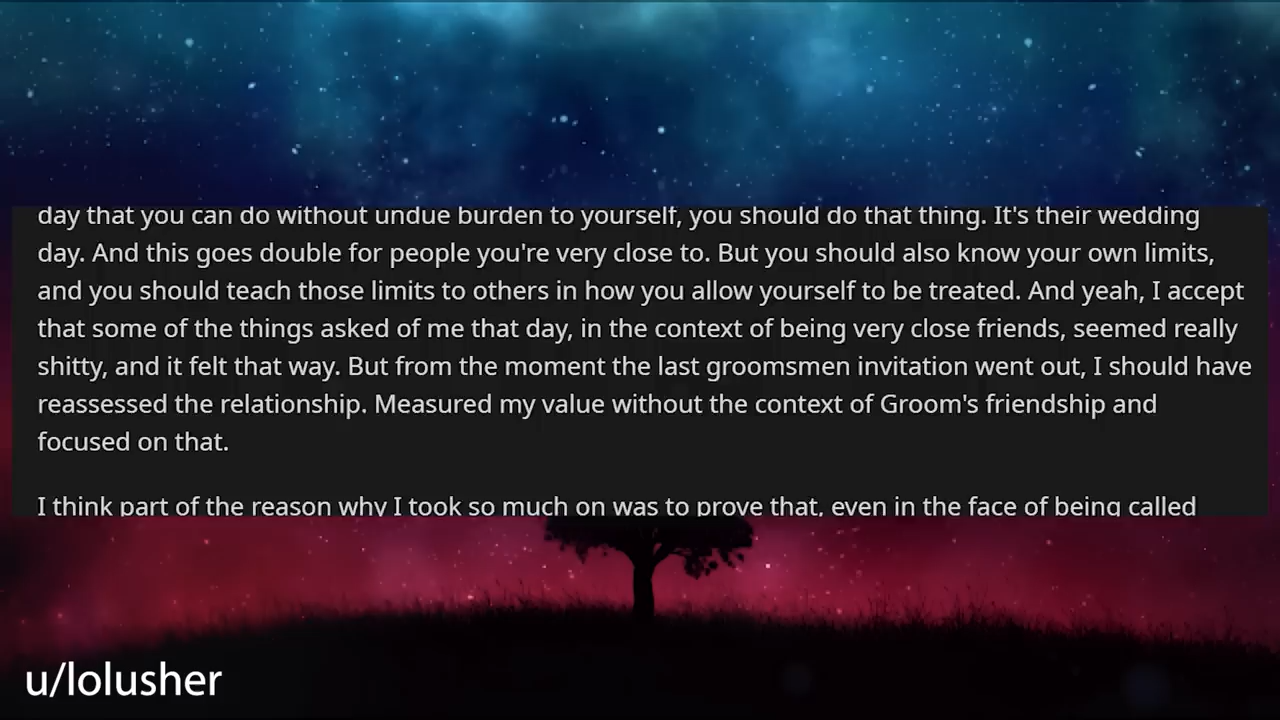 day that you can do without undue burden to yourself, you should do that thing. It's their wedding
day. And this goes double for people you're very close to. But you should also know your own limits,
and you should teach those limits to others in how you allow yourself to be treated. And yeah, I accept
that some of the things asked of me that day, in the context of being very close friends, seemed really
shitty, and it felt that way. But from the moment the last groomsmen invitation went out, I should have
reassessed the relationship. Measured my value without the context of Groom's friendship and
focused on that.
I think part of the reason why I took so much on was to prove that, even in the face of being called
u/lolusher